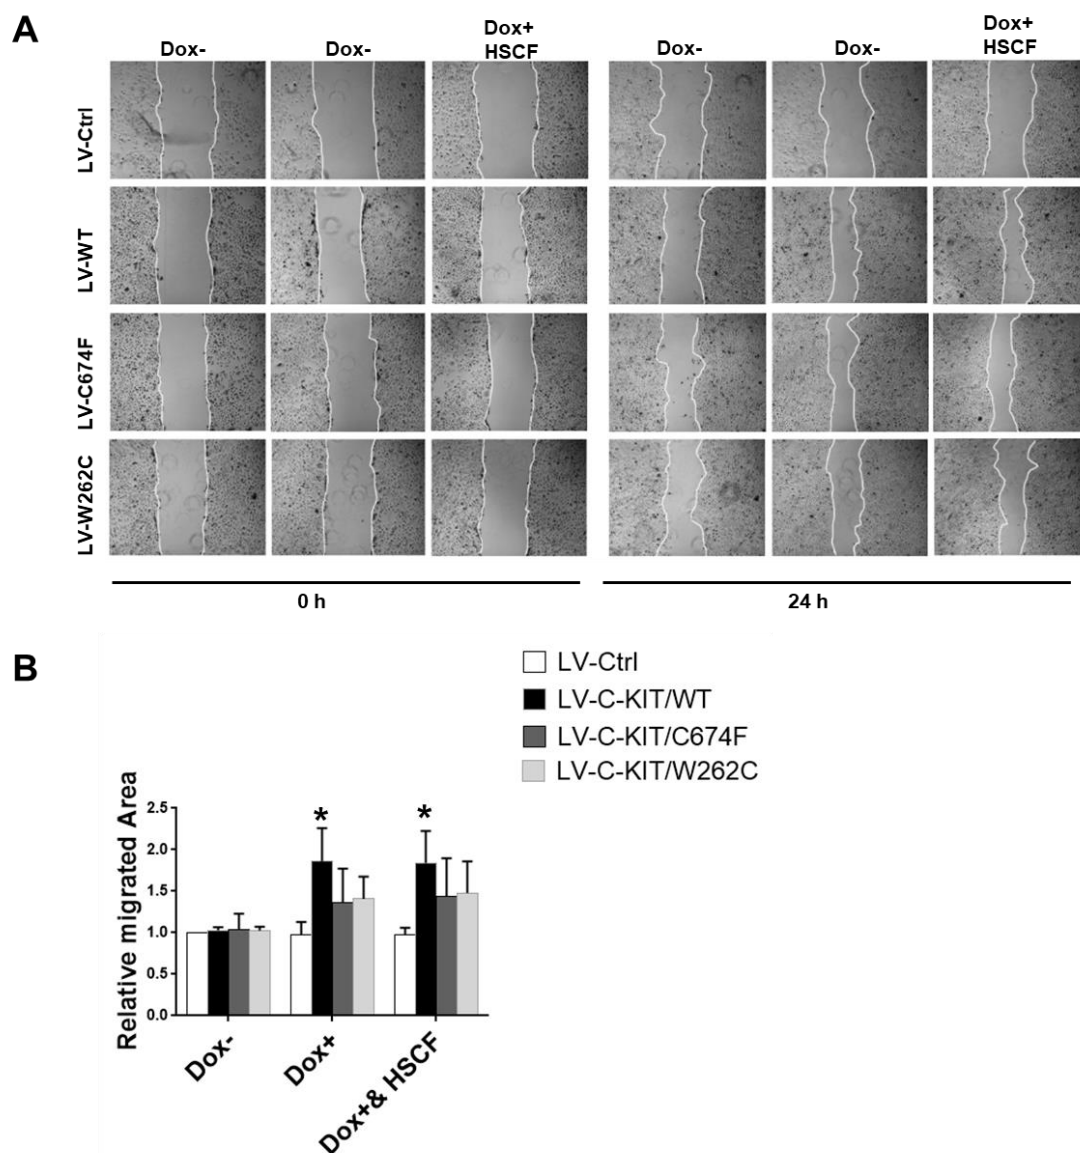 A
Dox-
Dox-
Dox+
HSCF
Dox-
Dox-
Dox+
HSCF
LV-Ctrl
LV-WT
LV-C674F
LV-W262C
0 h
24 h
B
LV-Ctrl
LV-C-KIT/WT
LV-C-KIT/C674F
LV-C-KIT/W262C
Relative migrated Area
2.5
2.0
1.5
1.0
0.5
0.0
*
*
Dox-
Dox+
Dox+& HSCF